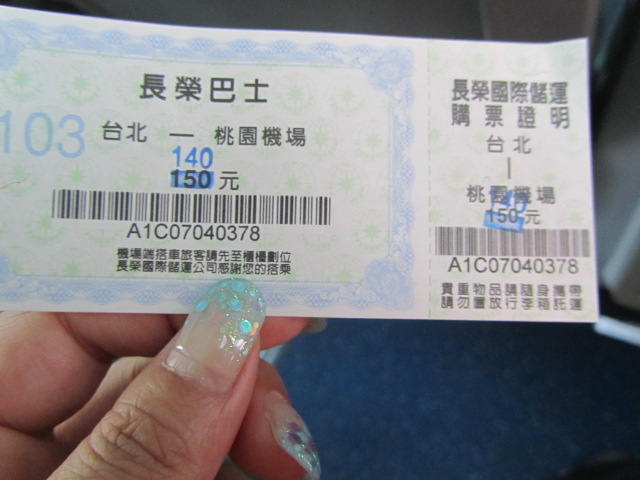 長榮巴士
103
台北 — 桃園機場
140
150元
A1C07040378
機場端搭車旅客請先至櫃檯劃位
長榮國際儲運公司感謝您的搭乘
長榮國際儲運
購票證明
台北
|
桃園機場
140
150元
A1C07040378
貴重物品請隨身攜帶
請勿置放行李箱託運